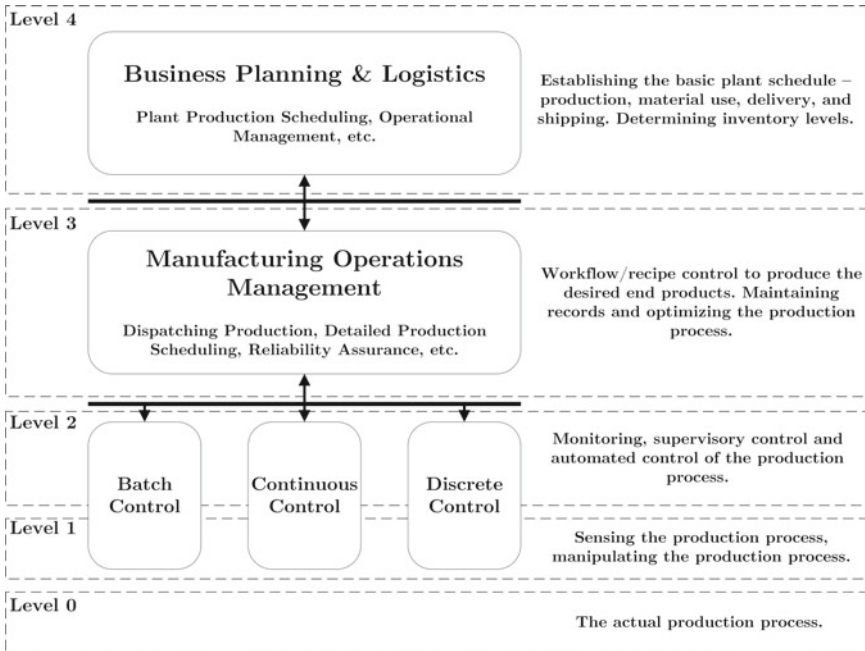 Level 4
Business Planning & Logistics
Plant Production Scheduling, Operational
Management, etc.
Establishing the basic plant schedule –
production, material use, delivery, and
shipping. Determining inventory levels.
Level 3
Manufacturing Operations
Management
Dispatching Production, Detailed Production
Scheduling, Reliability Assurance, etc.
Workflow/recipe control to produce the
desired end products. Maintaining
records and optimizing the production
process.
Level 2
Batch
Control
Continuous
Control
Discrete
Control
Monitoring, supervisory control and
automated control of the production
process.
Level 1
Sensing the production process,
manipulating the production process.
Level 0
The actual production process.